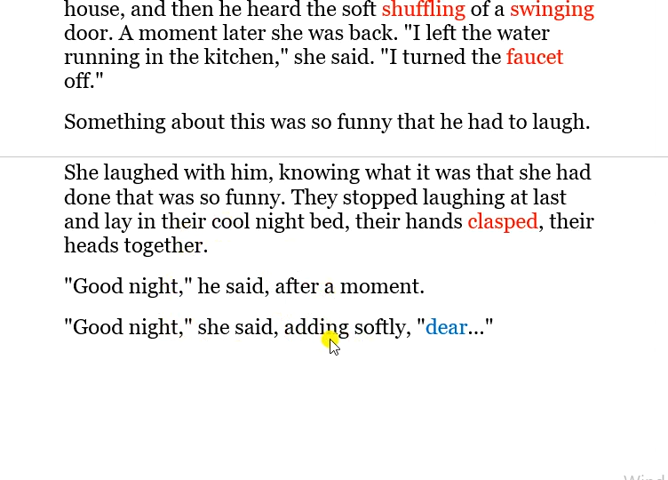 house, and then he heard the soft shuffling of a swinging
door. A moment later she was back. "I left the water
running in the kitchen," she said. "I turned the faucet
off."
Something about this was so funny that he had to laugh.
She laughed with him, knowing what it was that she had
done that was so funny. They stopped laughing at last
and lay in their cool night bed, their hands clasped, their
heads together.
"Good night," he said, after a moment.
"Good night," she said, adding softly, "dear..."